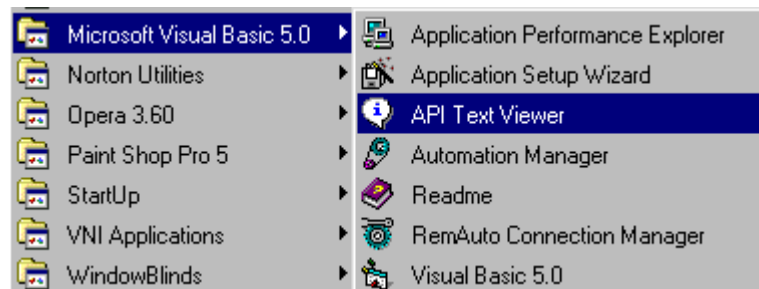 Microsoft Visual Basic 5.0
Norton Utilities
Opera 3.60
Paint Shop Pro 5
StartUp
VNI Applications
WindowBlinds
Application Performance Explorer
Application Setup Wizard
API Text Viewer
Automation Manager
Readme
RemAuto Connection Manager
Visual Basic 5.0